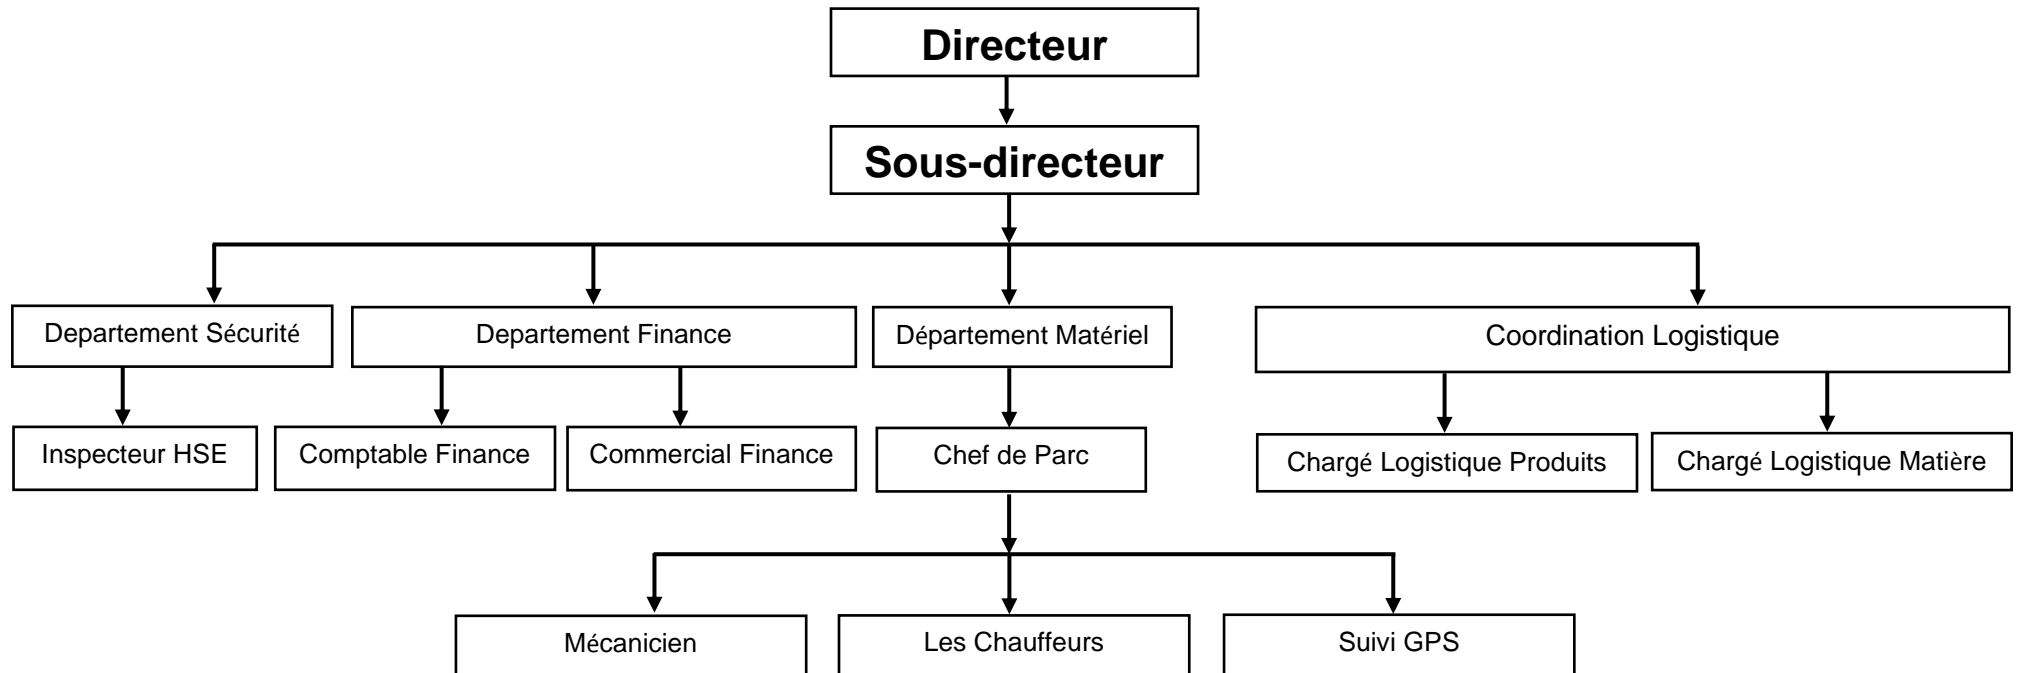 Directeur
Sous-directeur
Departement Sécurité
Departement Finance
Département Matériel
Coordination Logistique
Inspecteur HSE
Comptable Finance
Commercial Finance
Chef de Parc
Chargé Logistique Produits
Chargé Logistique Matière
Mécanicien
Les Chauffeurs
Suivi GPS